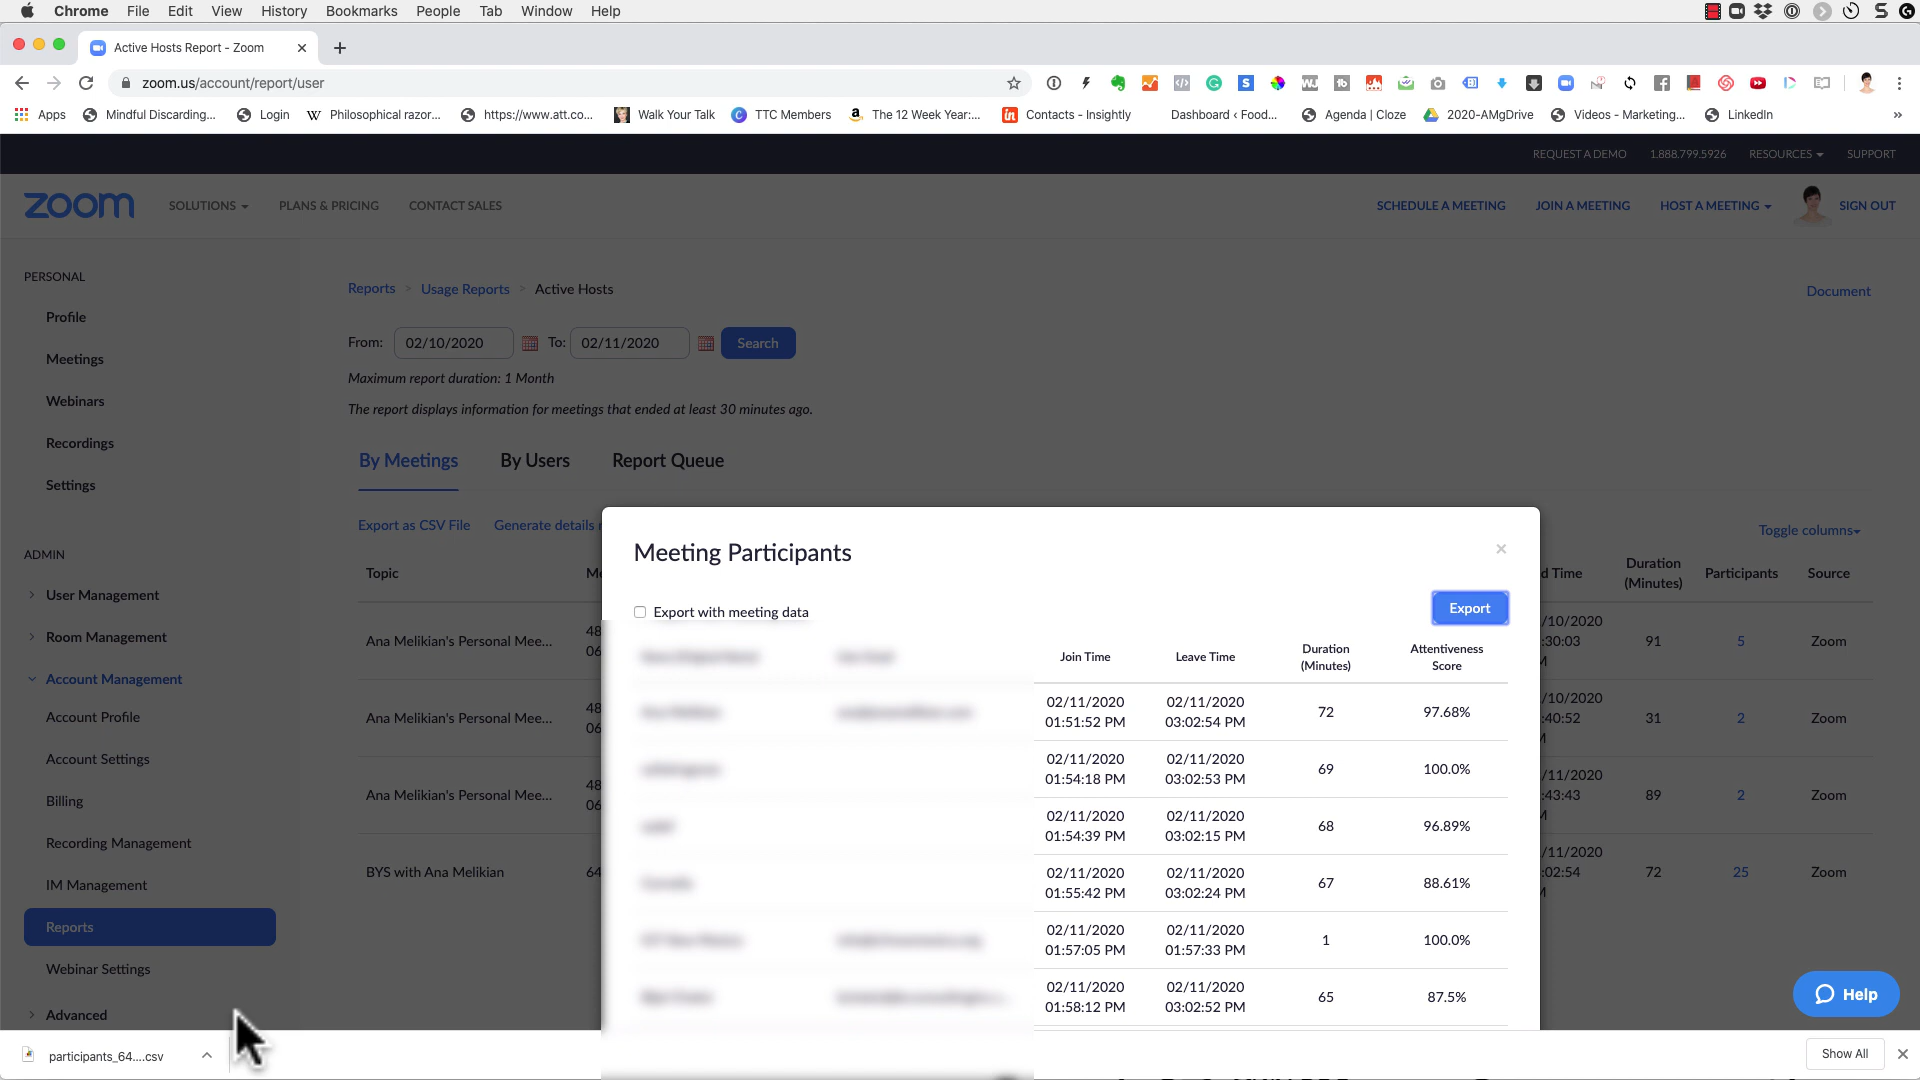 Chrome File Edit View History Bookmarks People Tab Window Help
Active Hosts Report - Zoom
zoom.us/account/report/user
Apps Mindful Discarding... Login Philosophical razor... https://www.att.co... Walk Your Talk TTC Members The 12 Week Year:... Contacts - Insightly Dashboard ‹ Food... Agenda | Cloze 2020-AMgDrive Videos - Marketing... LinkedIn »
REQUEST A DEMO 1.888.799.5926 RESOURCES SUPPORT
zoom SOLUTIONS PLANS & PRICING CONTACT SALES SCHEDULE A MEETING JOIN A MEETING HOST A MEETING SIGN OUT
PERSONAL
Profile
Meetings
Webinars
Recordings
Settings
ADMIN
User Management
Room Management
Account Management
Account Profile
Account Settings
Billing
Recording Management
IM Management
Reports
Webinar Settings
Advanced
Reports > Usage Reports > Active Hosts
Document
From: 02/10/2020 To: 02/11/2020 Search
Maximum report duration: 1 Month
The report displays information for meetings that ended at least 30 minutes ago.
By Meetings By Users Report Queue
Export as CSV File Generate details
Toggle columns
Topic
Time
Duration (Minutes)
Participants
Source
Ana Melikian's Personal Mee... 91 5 Zoom
Ana Melikian's Personal Mee... 31 2 Zoom
Ana Melikian's Personal Mee... 89 2 Zoom
BYS with Ana Melikian 72 25 Zoom
Meeting Participants ×
Export with meeting data
Export
Join Time Leave Time Duration (Minutes) Attentiveness Score
02/11/2020 01:51:52 PM 02/11/2020 03:02:54 PM 72 97.68%
02/11/2020 01:54:18 PM 02/11/2020 03:02:53 PM 69 100.0%
02/11/2020 01:54:39 PM 02/11/2020 03:02:15 PM 68 96.89%
02/11/2020 01:55:42 PM 02/11/2020 03:02:24 PM 67 88.61%
02/11/2020 01:57:05 PM 02/11/2020 01:57:33 PM 1 100.0%
02/11/2020 01:58:12 PM 02/11/2020 03:02:52 PM 65 87.5%
Help
participants_64....csv
Show All